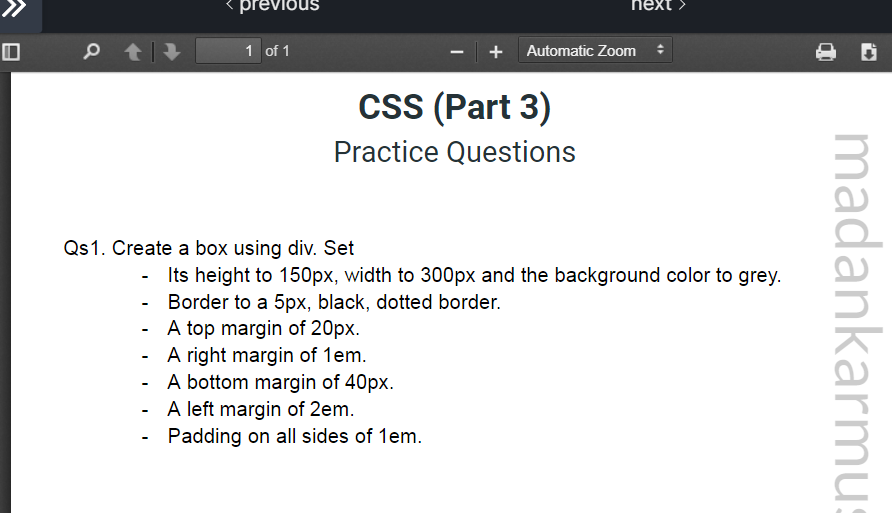 previous
next
1 of 1
Automatic Zoom
CSS (Part 3)
Practice Questions
Qs1. Create a box using div. Set
- Its height to 150px, width to 300px and the background color to grey.
- Border to a 5px, black, dotted border.
- A top margin of 20px.
- A right margin of 1em.
- A bottom margin of 40px.
- A left margin of 2em.
- Padding on all sides of 1em.
madankarmus